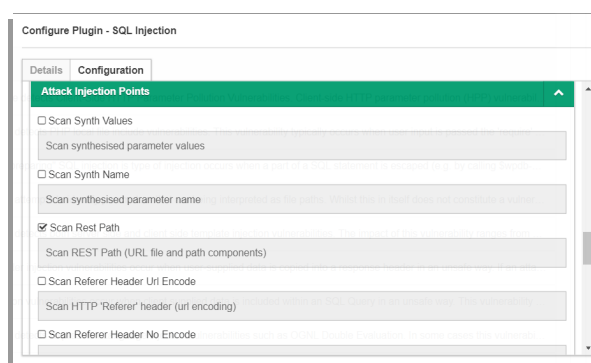 Configure Plugin - SQL Injection
Details Configuration
Attack Injection Points
Scan Synth Values
Scan synthesised parameter values
Scan Synth Name
Scan synthesised parameter name
Scan Rest Path
Scan REST Path (URL file and path components)
Scan Referer Header Url Encode
Scan HTTP 'Referer' header (url encoding)
Scan Referer Header No Encode